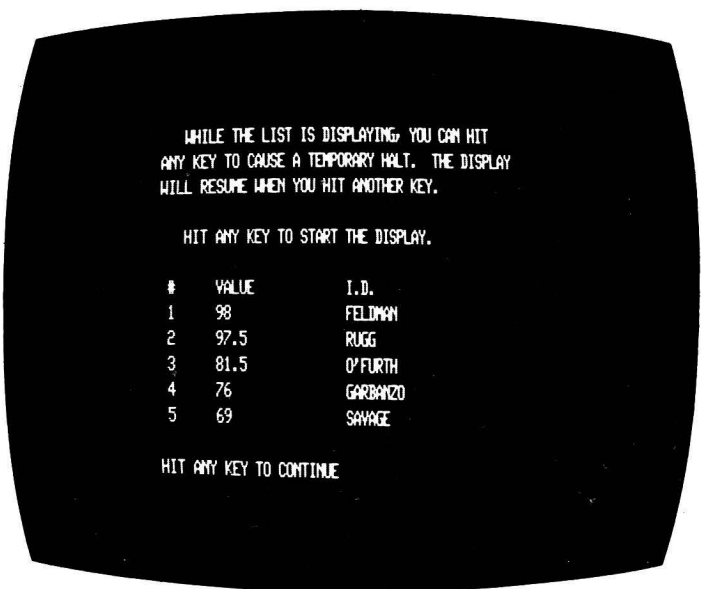 WHILE THE LIST IS DISPLAYING, YOU CAN HIT
ANY KEY TO CAUSE A TEMPORARY HALT. THE DISPLAY
WILL RESUME WHEN YOU HIT ANOTHER KEY.
HIT ANY KEY TO START THE DISPLAY.
# VALUE I.D.
1 98 FELDMAN
2 97.5 RUGG
3 81.5 O'FURTH
4 76 GARBANZO
5 69 SAVAGE
HIT ANY KEY TO CONTINUE